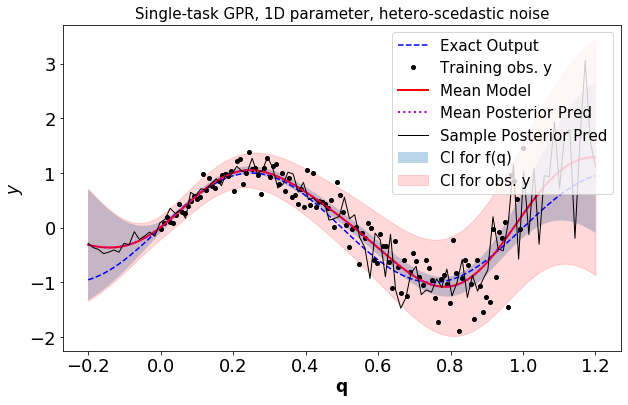 Single-task GPR, 1D parameter, hetero-scedastic noise
Exact Output
Training obs. y
Mean Model
Mean Posterior Pred
Sample Posterior Pred
CI for f(q)
CI for obs. y
y
3
2
1
0
−1
−2
−0.2
0.0
0.2
0.4
0.6
0.8
1.0
1.2
q